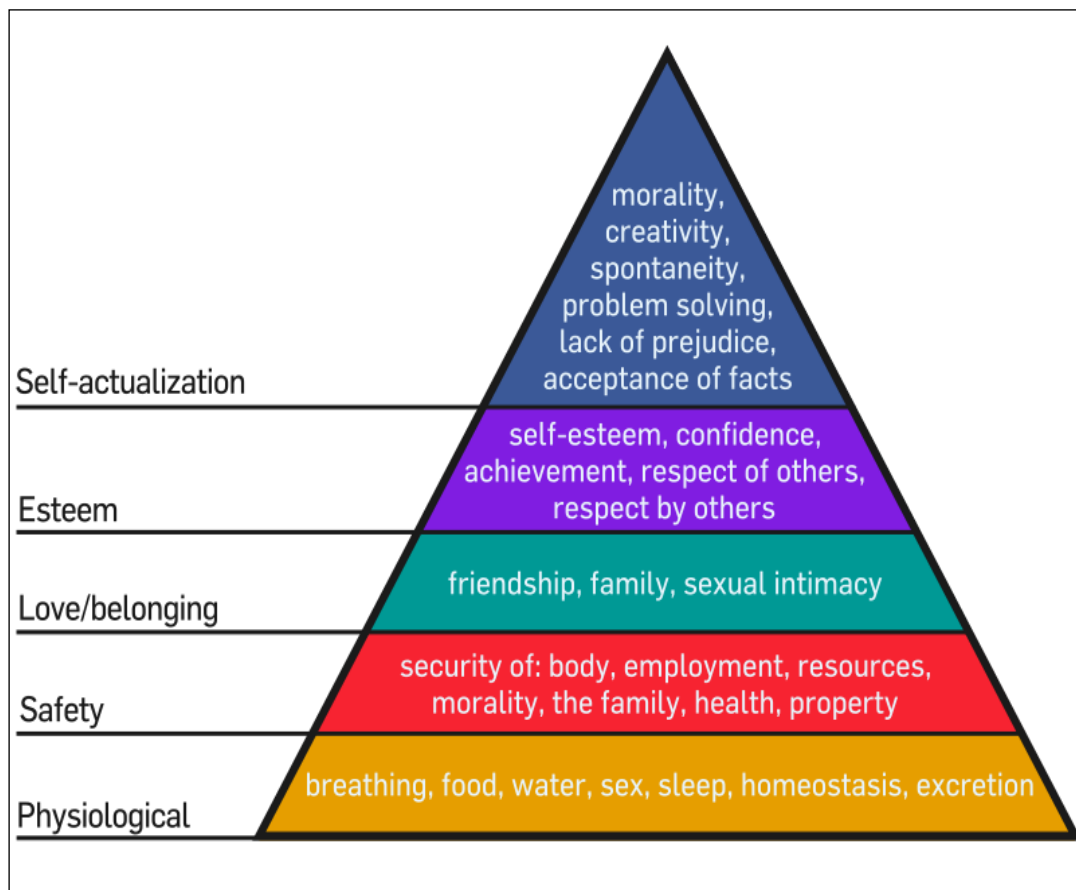 morality,
creativity,
spontaneity,
problem solving,
lack of prejudice,
acceptance of facts
Self-actualization
self-esteem, confidence,
achievement, respect of others,
respect by others
Esteem
friendship, family, sexual intimacy
Love/belonging
security of: body, employment, resources,
morality, the family, health, property
Safety
breathing, food, water, sex, sleep, homeostasis, excretion
Physiological